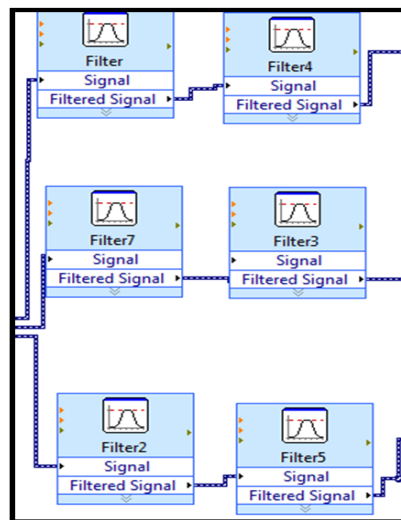 Filter
Signal
Filtered Signal
Filter4
Signal
Filtered Signal
Filter7
Signal
Filtered Signal
Filter3
Signal
Filtered Signal
Filter2
Signal
Filtered Signal
Filter5
Signal
Filtered Signal